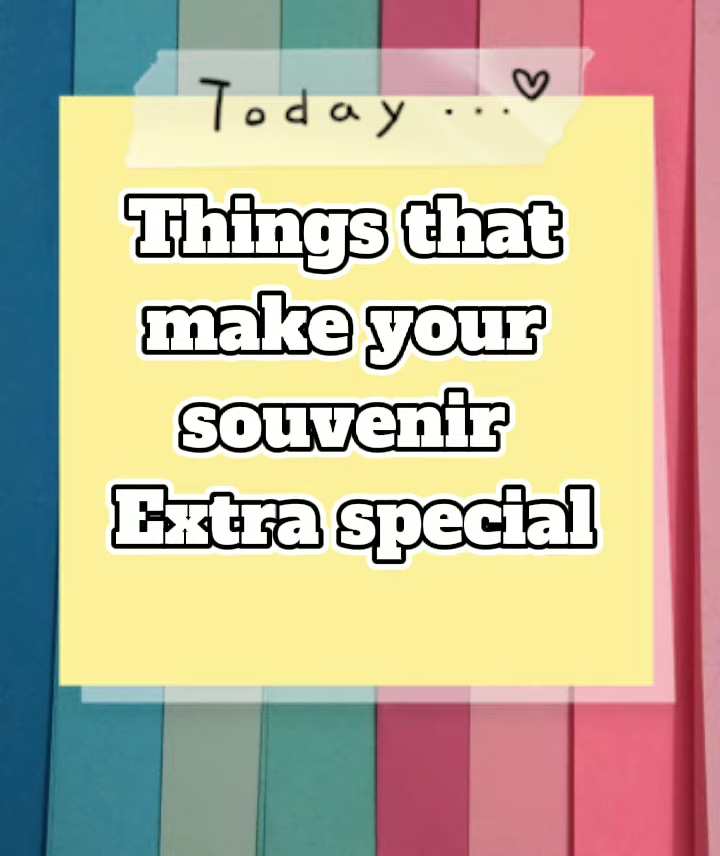 Today ...♡
Things that
make your
souvenir
Extra special